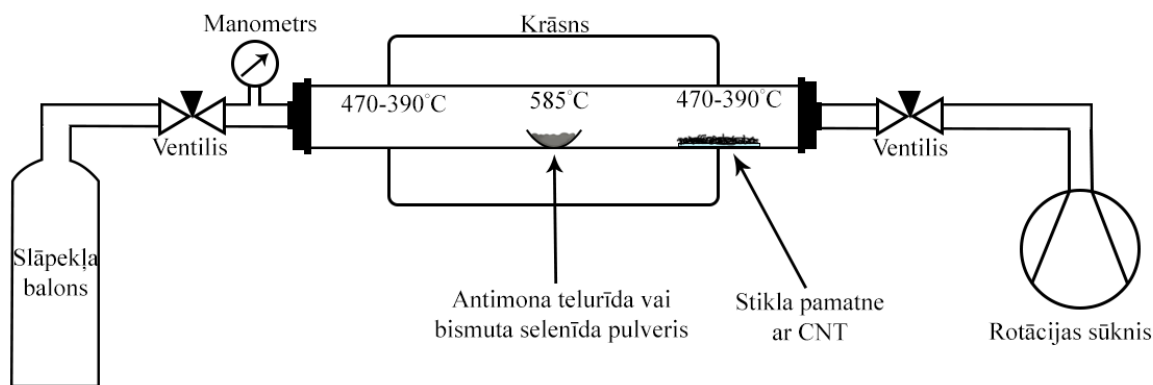 Krāsns
Manometrs
470-390°C
585°C
470-390°C
Ventilis
Ventilis
Slāpekļa
balons
Antimona telurīda vai
bismuta selenīda pulveris
Stikla pamatne
ar CNT
Rotācijas sūknis